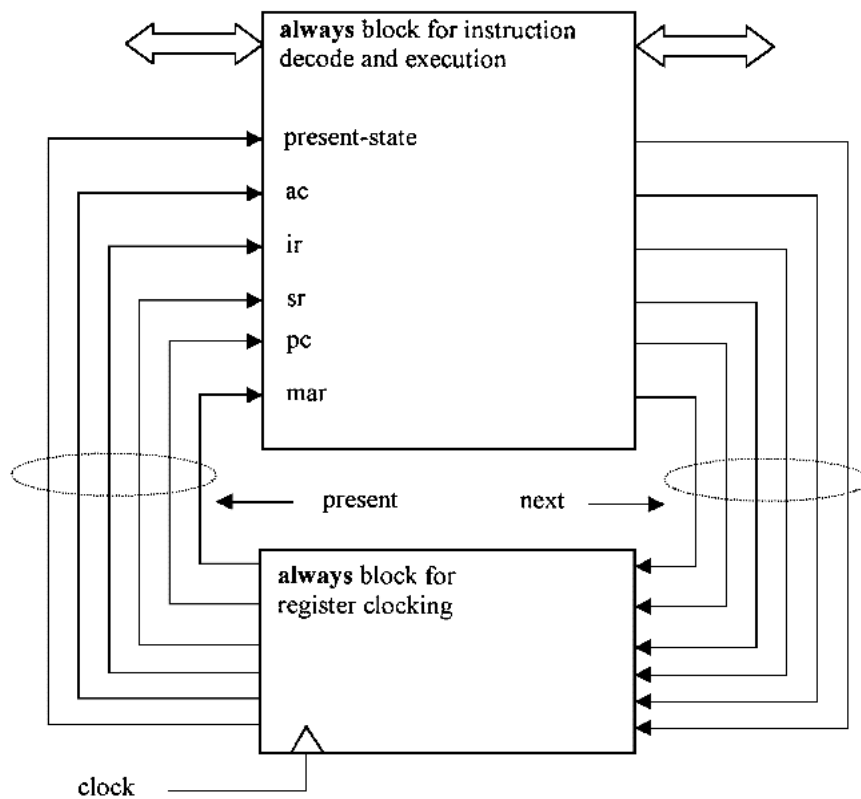 always block for instruction
decode and execution
present-state
ac
ir
sr
pc
mar
present
next
always block for
register clocking
clock